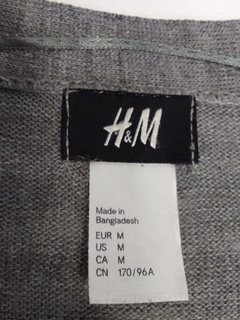 H&M
Made in
Bangladesh
EUR M
US M
CA M
CN 170/96A